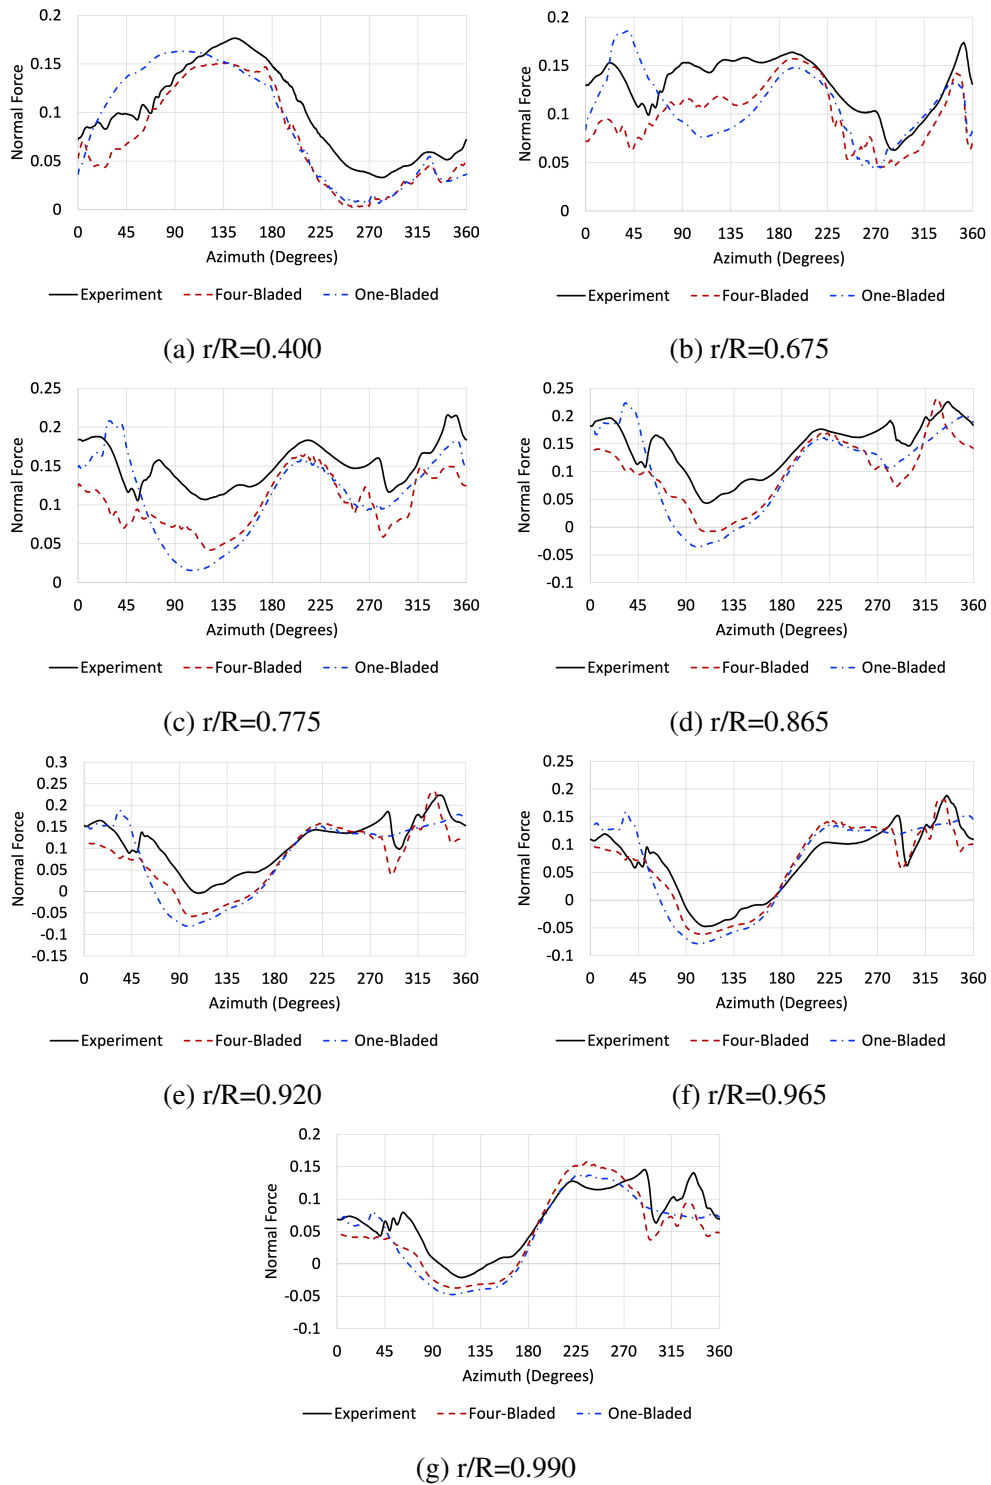 0.2
0.15
0.1
0.05
0
Normal Force
0 45 90 135 180 225 270 315 360
Azimuth (Degrees)
Experiment Four-Bladed One-Bladed
(a) r/R=0.400
0.2
0.15
0.1
0.05
0
Normal Force
0 45 90 135 180 225 270 315 360
Azimuth (Degrees)
Experiment Four-Bladed One-Bladed
(b) r/R=0.675
0.25
0.2
0.15
0.1
0.05
0
Normal Force
0 45 90 135 180 225 270 315 360
Azimuth (Degrees)
Experiment Four-Bladed One-Bladed
(c) r/R=0.775
0.25
0.2
0.15
0.1
0.05
0
-0.05
-0.1
Normal Force
0 45 90 135 180 225 270 315 360
Azimuth (Degrees)
Experiment Four-Bladed One-Bladed
(d) r/R=0.865
0.3
0.25
0.2
0.15
0.1
0.05
0
-0.05
-0.1
-0.15
Normal Force
0 45 90 135 180 225 270 315 360
Azimuth (Degrees)
Experiment Four-Bladed One-Bladed
(e) r/R=0.920
0.25
0.2
0.15
0.1
0.05
0
-0.05
-0.1
Normal Force
0 45 90 135 180 225 270 315 360
Azimuth (Degrees)
Experiment Four-Bladed One-Bladed
(f) r/R=0.965
0.2
0.15
0.1
0.05
0
-0.05
-0.1
Normal Force
0 45 90 135 180 225 270 315 360
Azimuth (Degrees)
Experiment Four-Bladed One-Bladed
(g) r/R=0.990